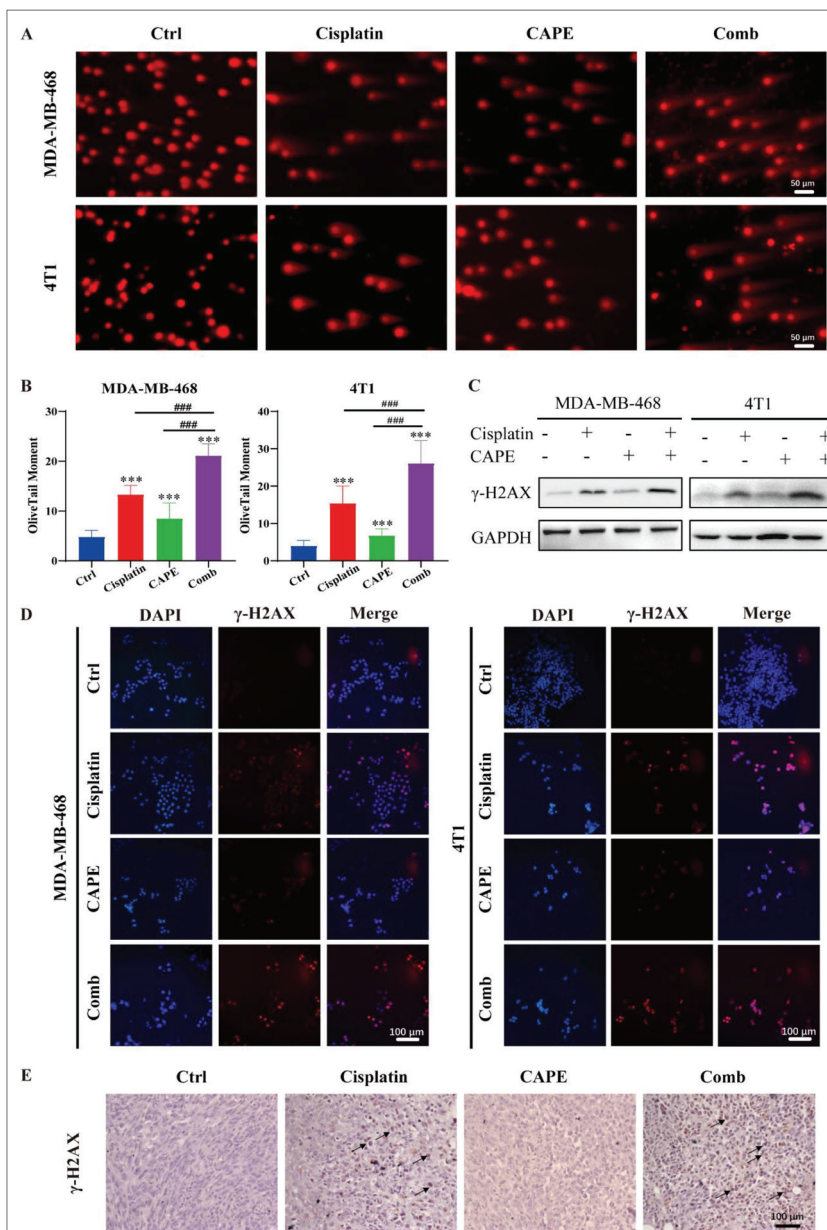 A
Ctrl Cisplatin CAPE Comb
MDA-MB-468
50 μm
4T1
50 μm
B
MDA-MB-468
OliveTail Moment
30
20
10
0
###
###
***
***
***
Ctrl Cisplatin CAPE Comb
4T1
OliveTail Moment
40
30
20
10
0
###
###
***
***
***
Ctrl Cisplatin CAPE Comb
C
MDA-MB-468 4T1
Cisplatin - + - + - + - +
CAPE - - + + - - + +
γ-H2AX
GAPDH
D
DAPI γ-H2AX Merge DAPI γ-H2AX Merge
MDA-MB-468
Ctrl
Cisplatin
CAPE
Comb
100 μm
4T1
Ctrl
Cisplatin
CAPE
Comb
100 μm
E
Ctrl Cisplatin CAPE Comb
γ-H2AX
100 μm